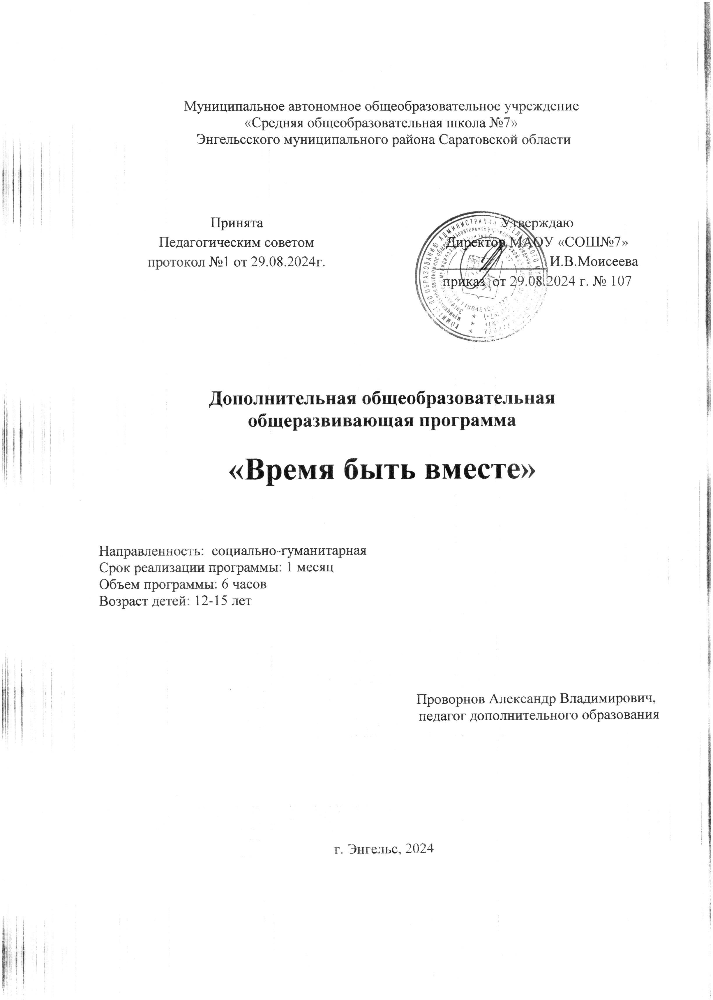 Муниципальное автономное общеобразовательное учреждение
«Средняя общеобразовательная школа №7»
Энгельсского муниципального района Саратовской области
Принята
Педагогическим советом
протокол №1 от 29.08.2024г.
Утверждаю
Директор МАОУ «СОШ№7»
И.В.Моисеева
приказ от 29.08.2024 г. № 107
КОМИТЕТ ПО ОБРАЗОВАНИЮ АДМИНИСТРАЦИИ ЭНГЕЛЬССКОГО
Дополнительная общеобразовательная
общеразвивающая программа
«Время быть вместе»
Направленность: социально-гуманитарная
Срок реализации программы: 1 месяц
Объем программы: 6 часов
Возраст детей: 12-15 лет
Проворнов Александр Владимирович,
педагог дополнительного образования
г. Энгельс, 2024